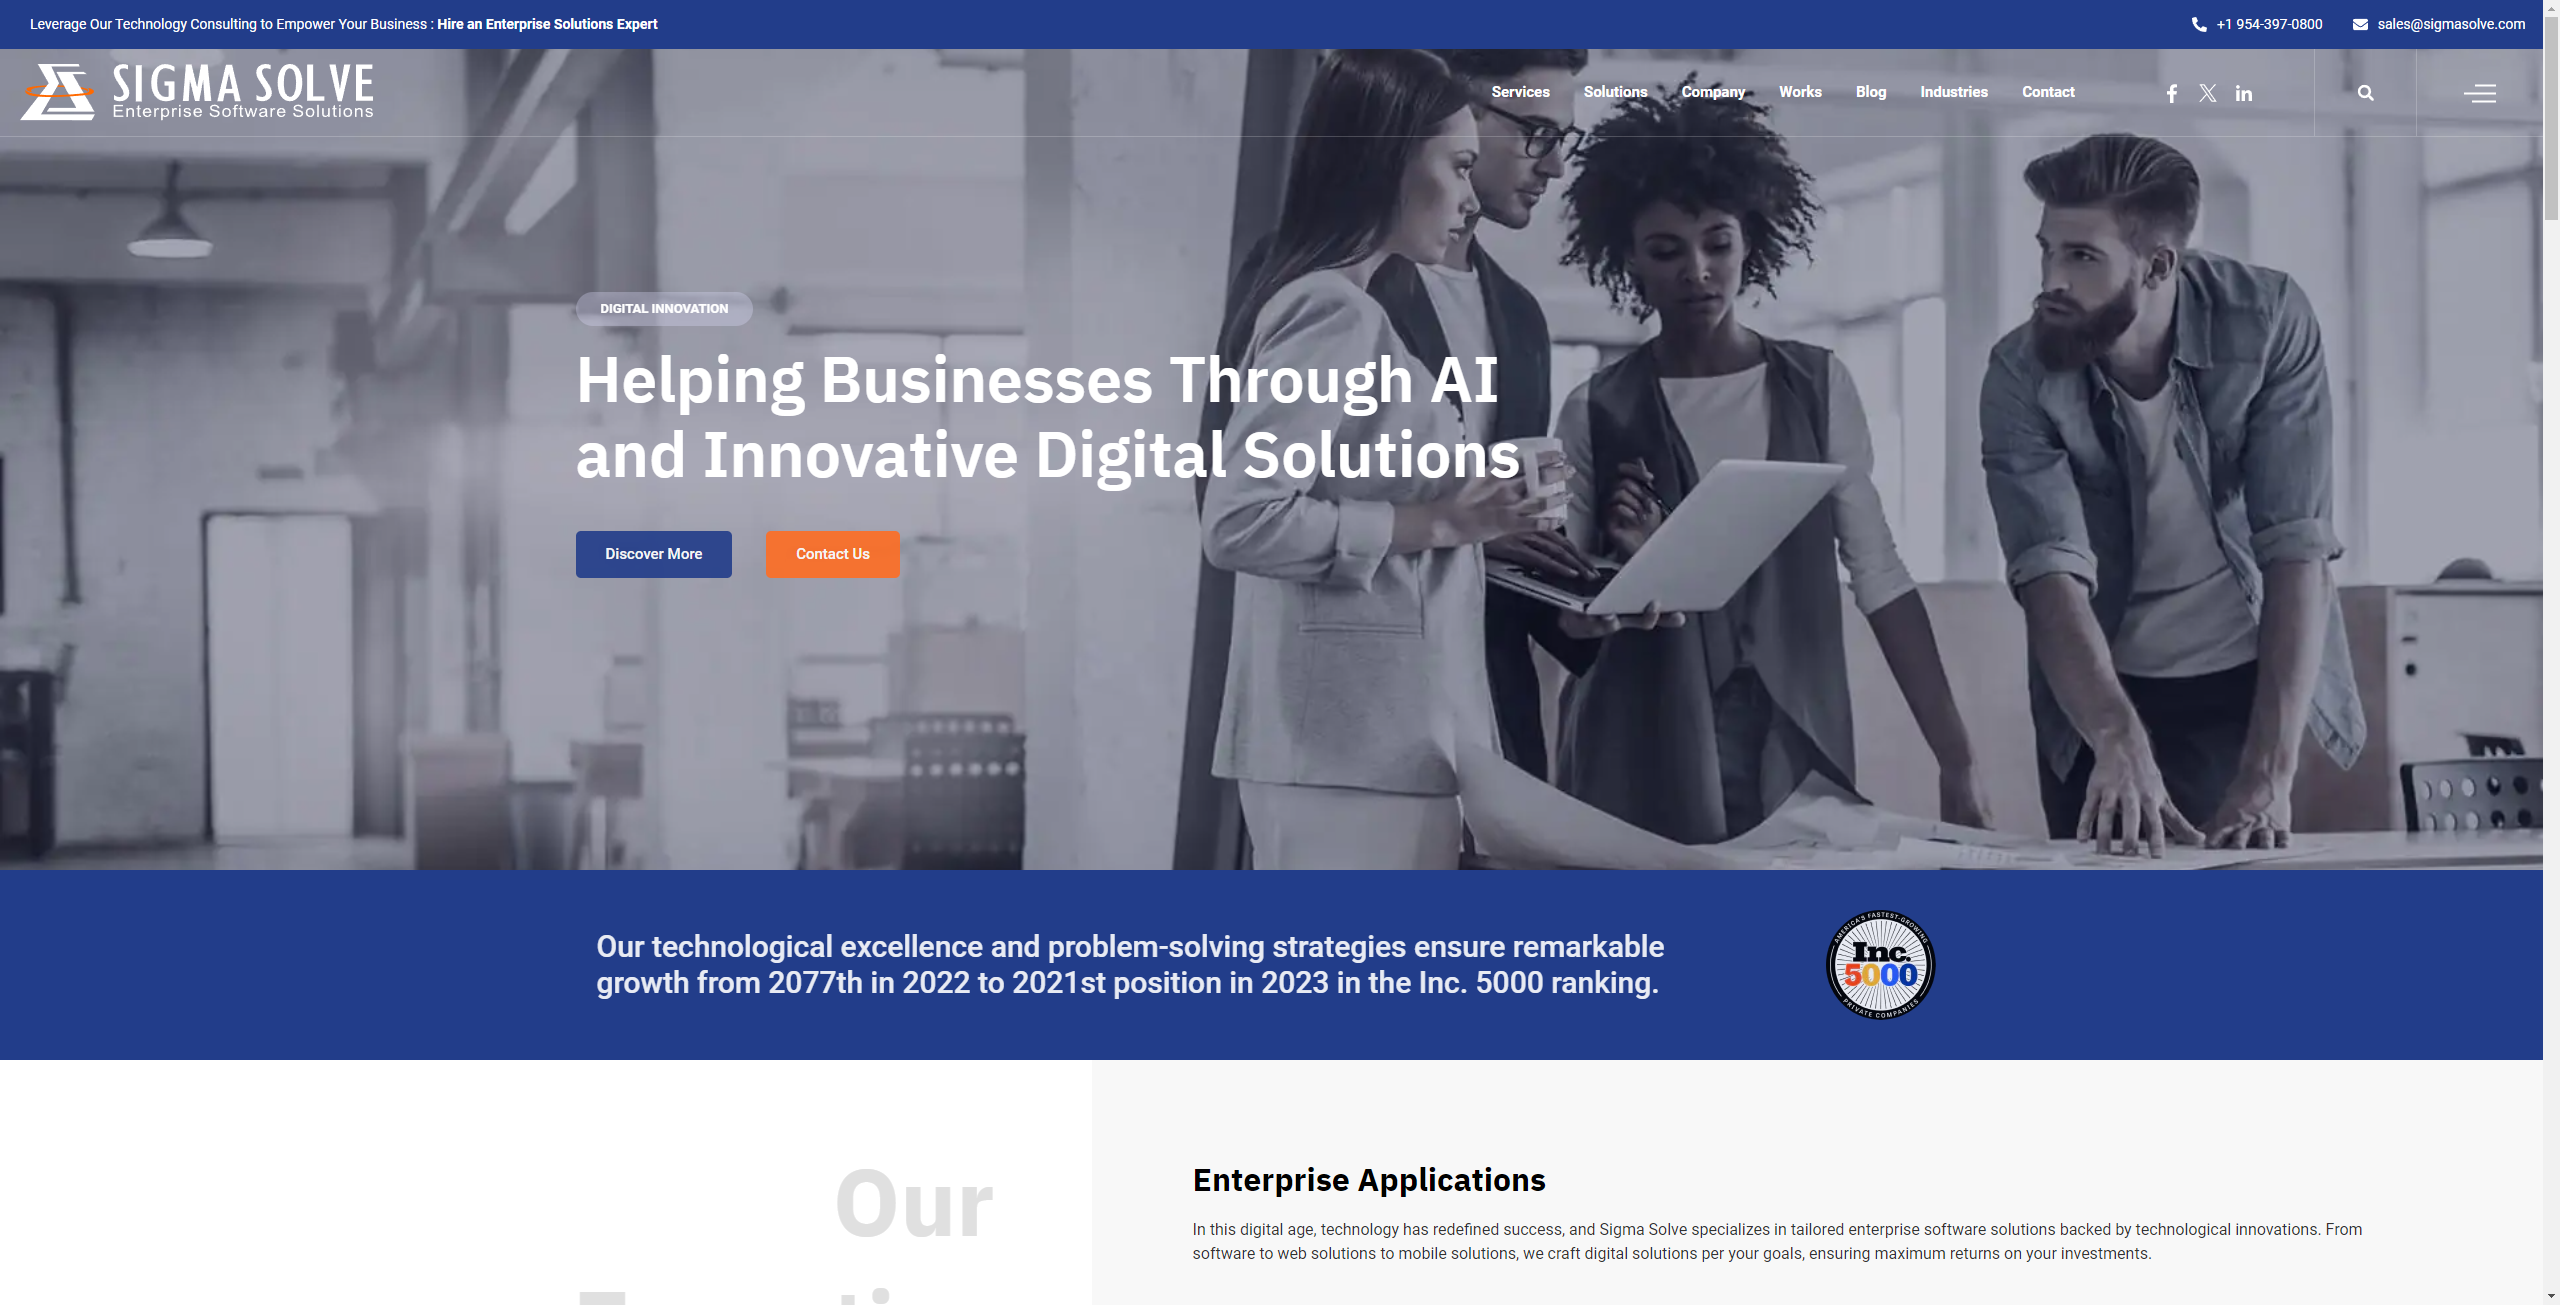 Leverage Our Technology Consulting to Empower Your Business : Hire an Enterprise Solutions Expert
+1 954-397-0800
sales@sigmasolve.com
SIGMA SOLVE
Enterprise Software Solutions
Services
Solutions
Company
Works
Blog
Industries
Contact
DIGITAL INNOVATION
Helping Businesses Through AI
and Innovative Digital Solutions
Discover More
Contact Us
Our technological excellence and problem-solving strategies ensure remarkable
growth from 2077th in 2022 to 2021st position in 2023 in the Inc. 5000 ranking.
AMERICA'S FASTEST-GROWING
Inc.
5000
PRIVATE COMPANIES
Our
Enterprise Applications
In this digital age, technology has redefined success, and Sigma Solve specializes in tailored enterprise software solutions backed by technological innovations. From
software to web solutions to mobile solutions, we craft digital solutions per your goals, ensuring maximum returns on your investments.